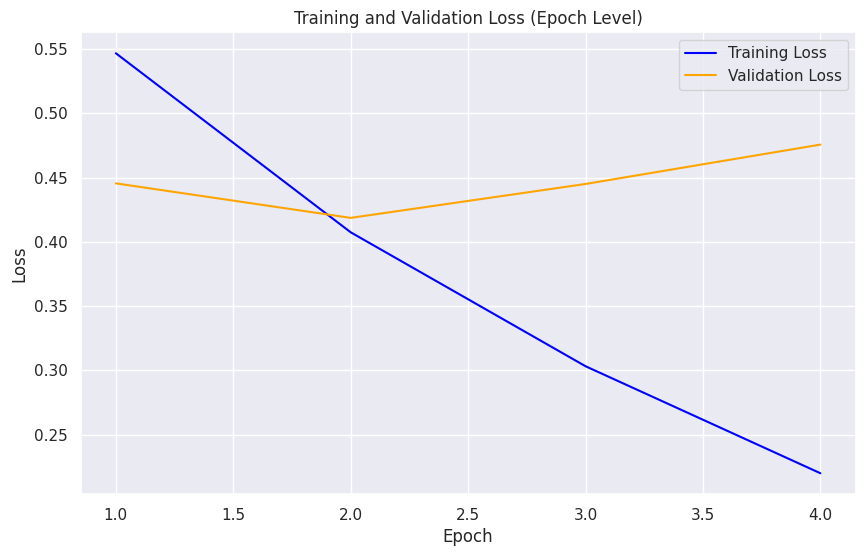 Training and Validation Loss (Epoch Level)
Training Loss
Validation Loss
0.55
0.50
0.45
0.40
0.35
0.30
0.25
Loss
1.0 1.5 2.0 2.5 3.0 3.5 4.0
Epoch